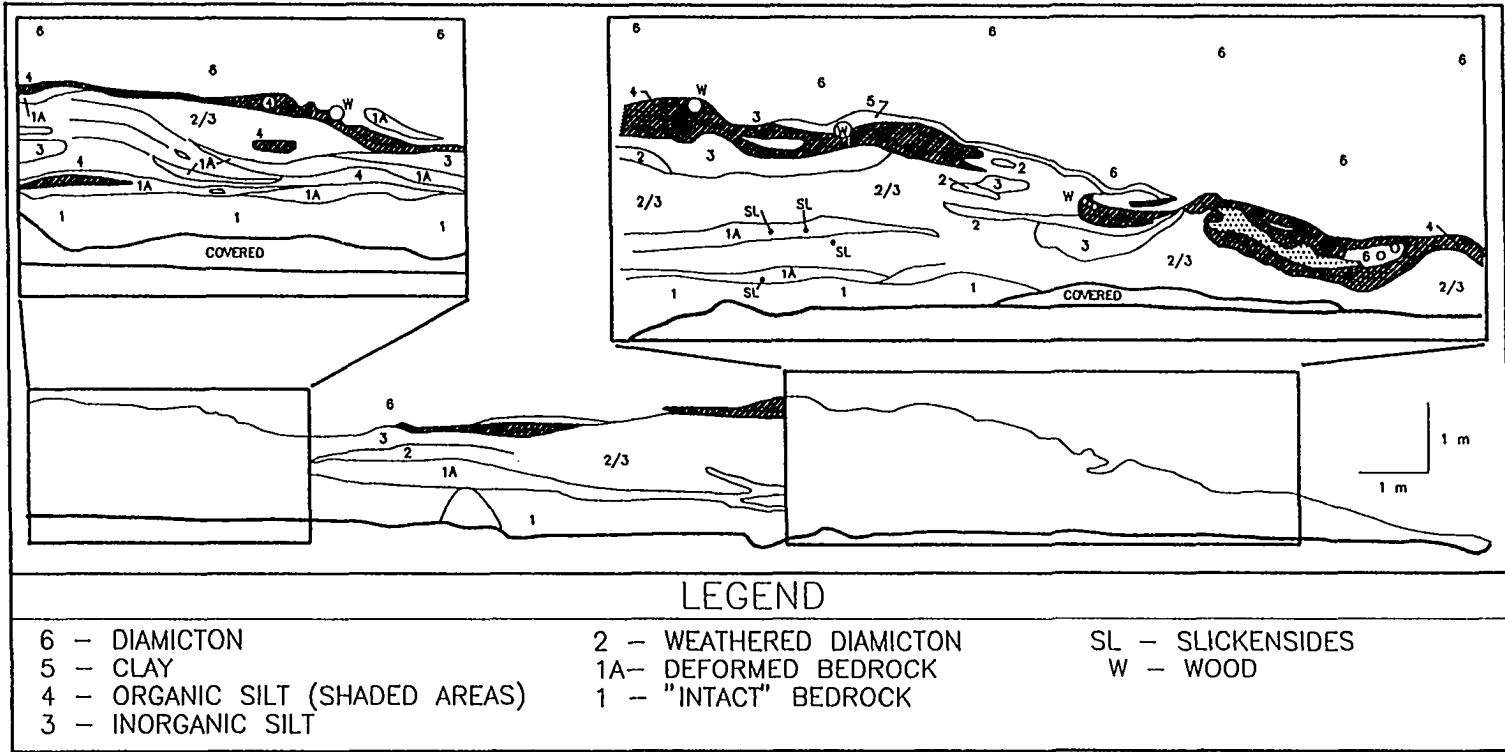 6 6 6 6 6
6 6 6
4 4 W 4 W 3 5 6
1A 2/3 1A W
3 4 3 2 3 2 6
1A 4 1A 2/3 2/3 2 3 W
4 1A 1A SL SL 2 4
1 1 1 1A SL 3 2/3 6
COVERED 1A 2/3
1 SL 1 1 COVERED
6
3
2 2/3 1 m
1A
1 1 m
LEGEND
6 – DIAMICTON 2 – WEATHERED DIAMICTON SL – SLICKENSIDES
5 – CLAY 1A– DEFORMED BEDROCK W – WOOD
4 – ORGANIC SILT (SHADED AREAS) 1 – "INTACT" BEDROCK
3 – INORGANIC SILT